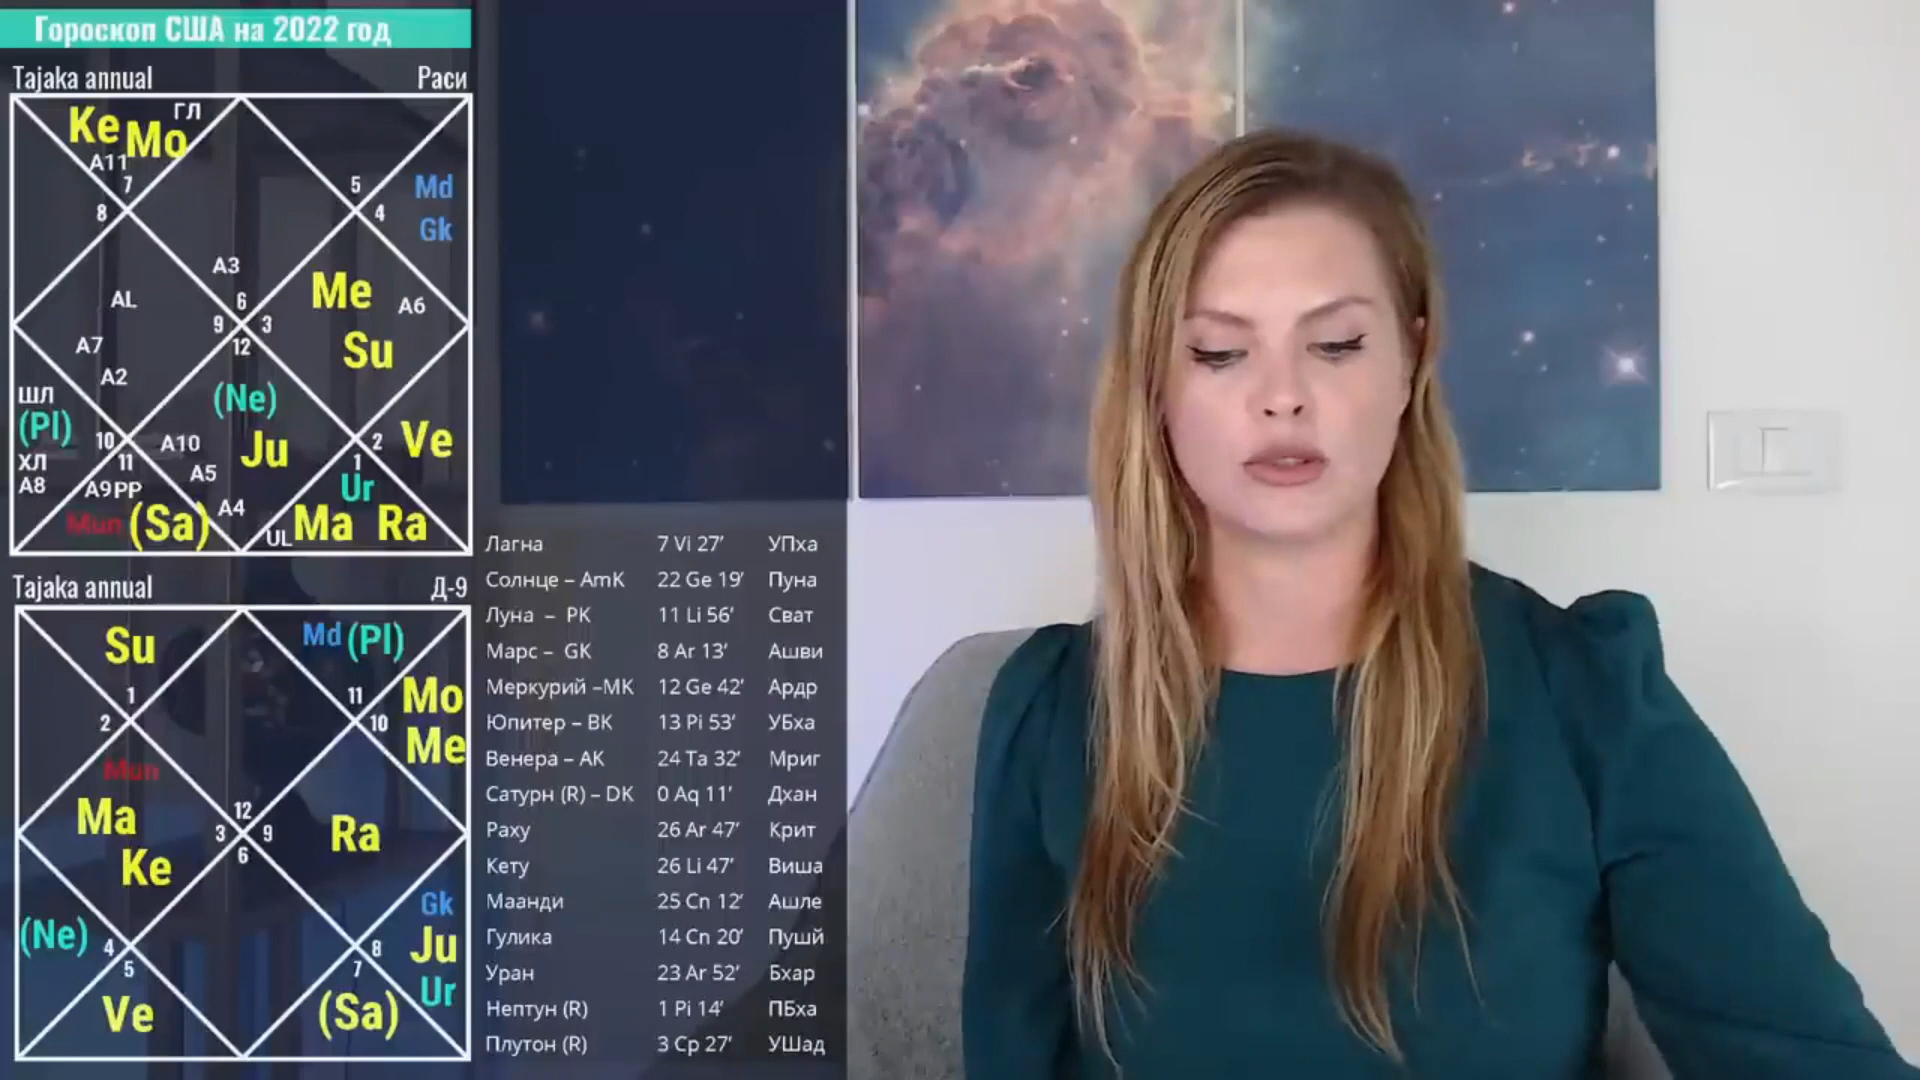 Гороскоп США на 2022 год
Tajaka annual Раси
Ke Mo ГЛ
A11
7
8
5
4
Md
Gk
A3
6
9 3
12
Me A6
Su
AL
A7
A2
ШЛ
(Pl)
ХЛ
A8
10
11
A10
A5
A9 PP
A4
Mun (Sa)
(Ne)
Ju
2 Ve
1
Ur
UL Ma Ra
Tajaka annual Д-9
Su
1
2
Md (Pl)
11
10
Mo
Me
Mun
Ma
Ke
12
3 9
6
Ra
(Ne) 4
5
Ve
Gk
8 Ju
7
Ur
(Sa)
Лагна 7 Vi 27′ УПха
Солнце – AmK 22 Ge 19′ Пуна
Луна – PK 11 Li 56′ Сват
Марс – GK 8 Ar 13′ Ашви
Меркурий –MK 12 Ge 42′ Ардр
Юпитер – BK 13 Pi 53′ УБха
Венера – AK 24 Ta 32′ Мриг
Сатурн (R) – DK 0 Aq 11′ Дхан
Раху 26 Ar 47′ Крит
Кету 26 Li 47′ Виша
Маанди 25 Cn 12′ Ашле
Гулика 14 Cn 20′ Пушй
Уран 23 Ar 52′ Бхар
Нептун (R) 1 Pi 14′ ПБха
Плутон (R) 3 Cp 27′ УШад